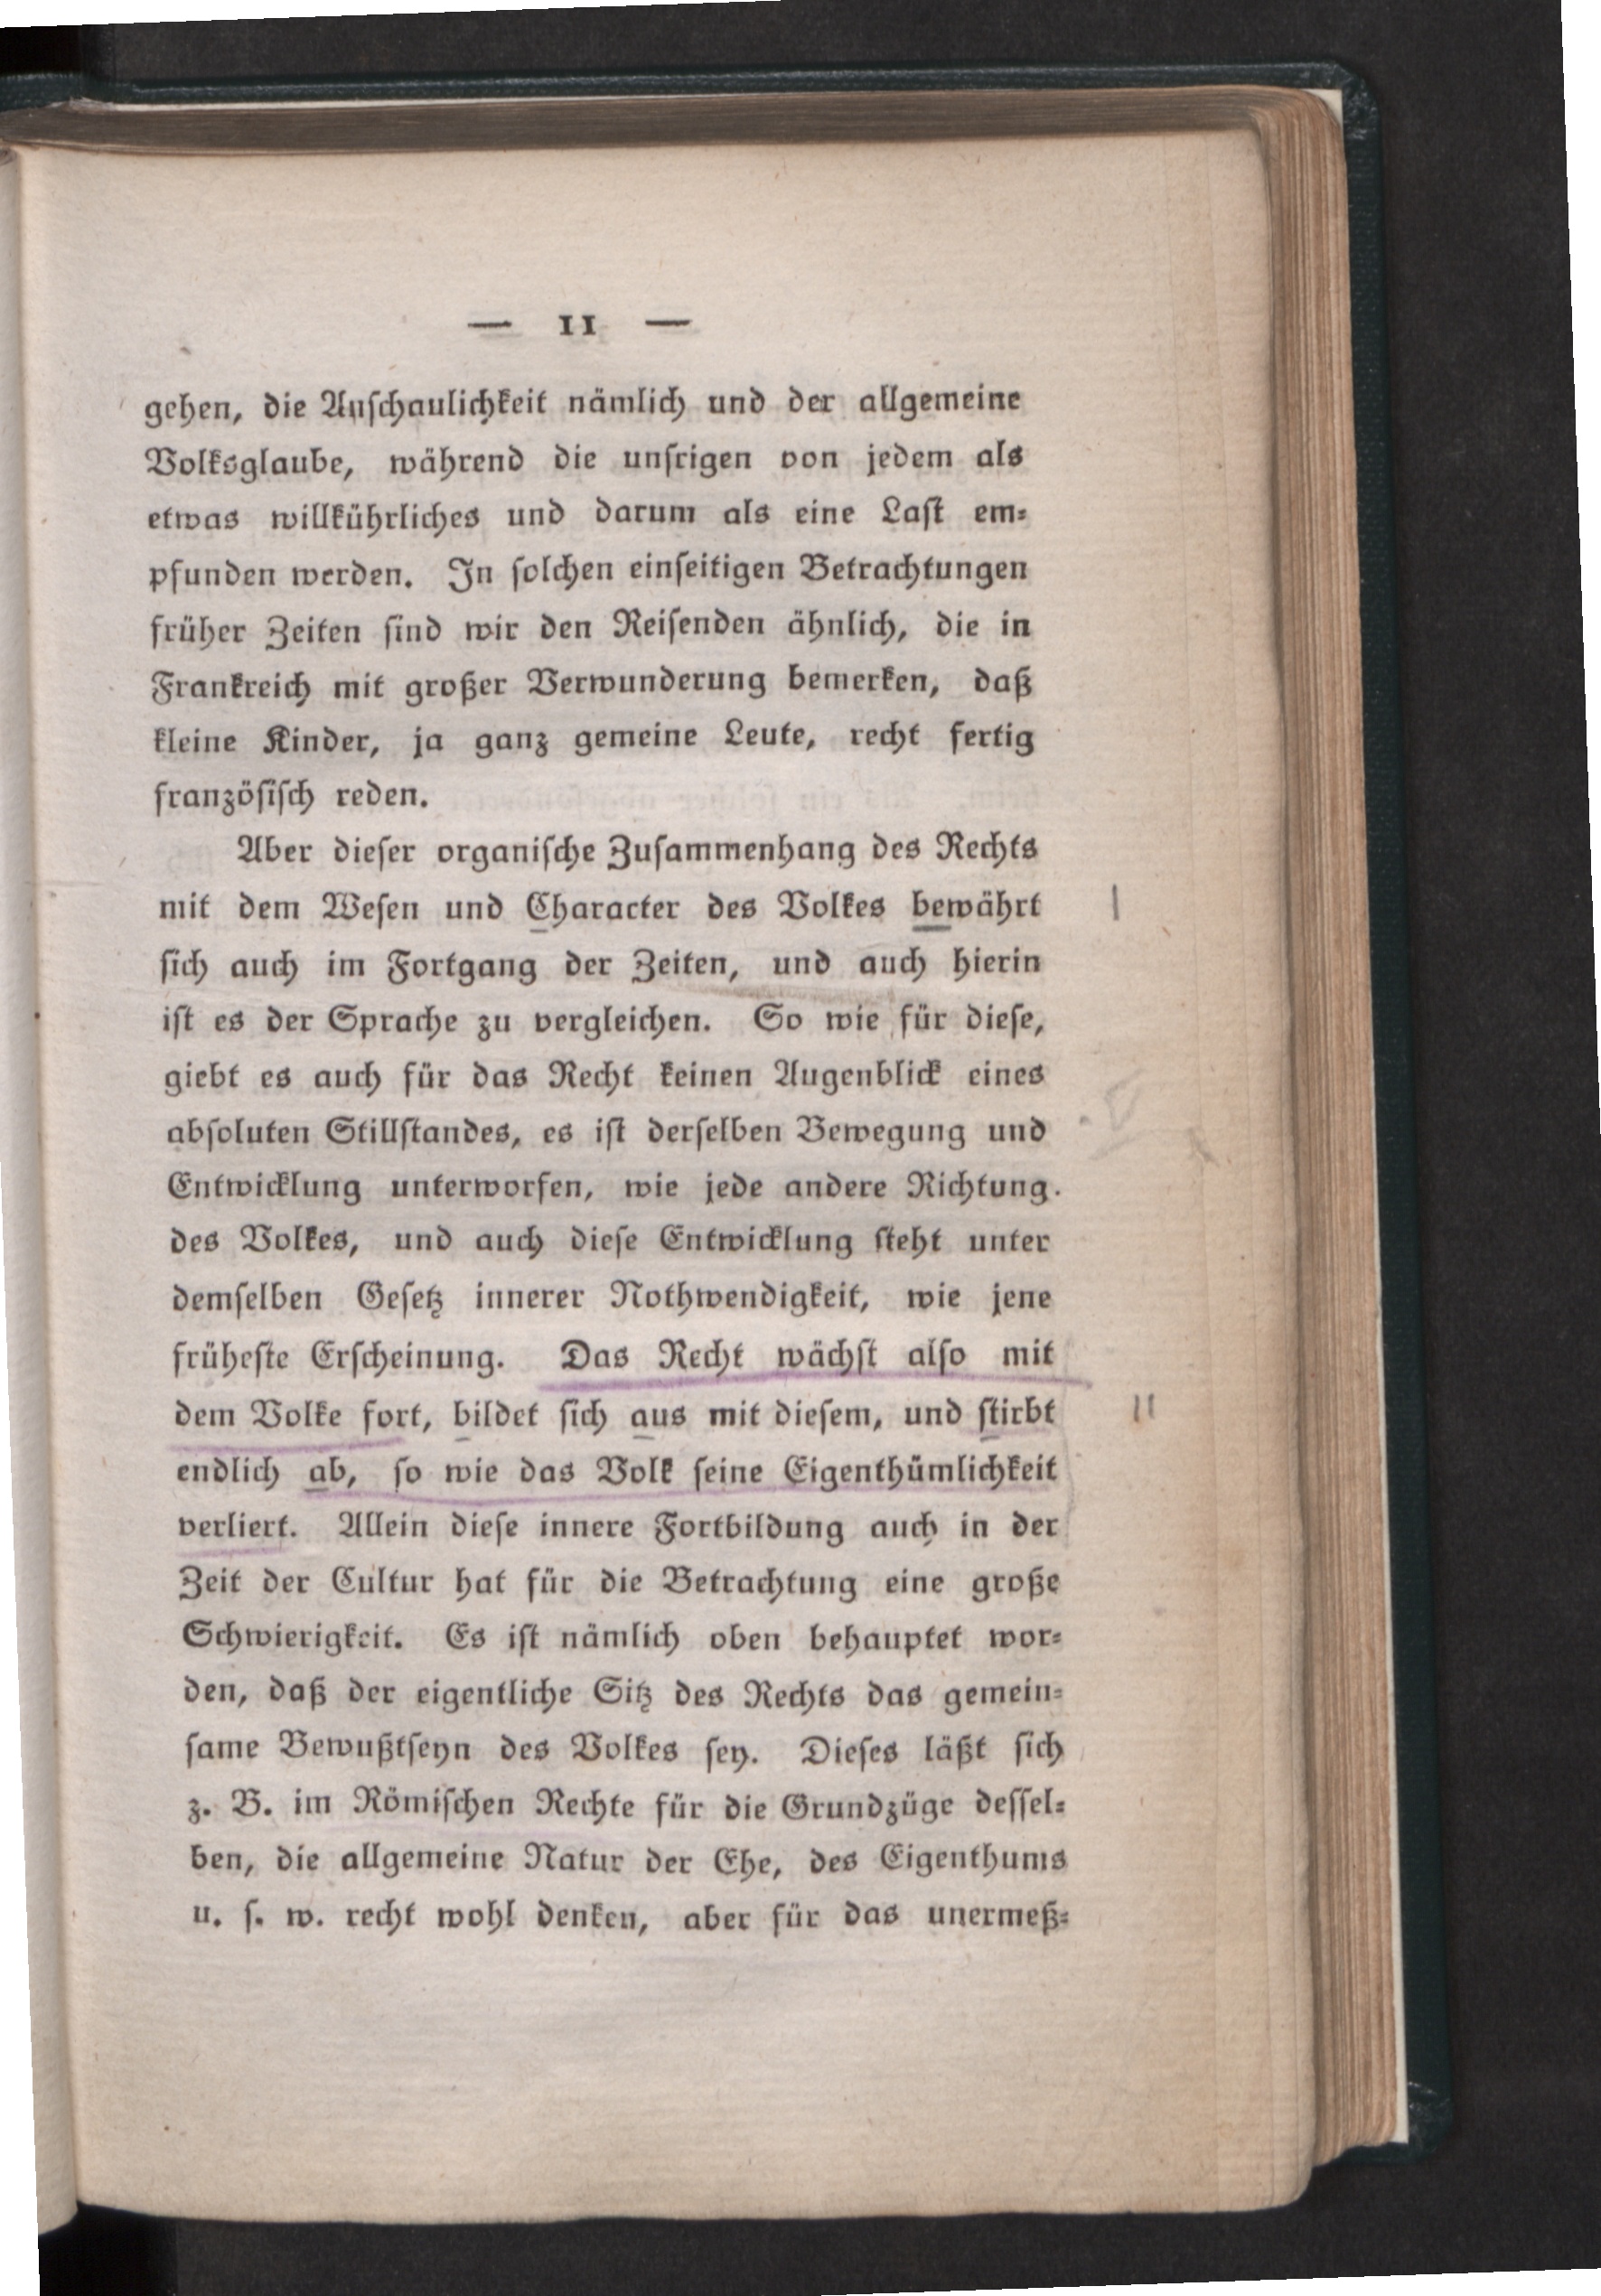 — 11 —
gehen, die Anschaulichkeit nämlich und der allgemeine
Volksglaube, während die unsrigen von jedem als
etwas willkührliches und darum als eine Last em-
pfunden werden. In solchen einseitigen Betrachtungen
früher Zeiten sind wir den Reisenden ähnlich, die in
Frankreich mit großer Verwunderung bemerken, daß
kleine Kinder, ja ganz gemeine Leute, recht fertig
französisch reden.
Aber dieser organische Zusammenhang des Rechts
mit dem Wesen und Character des Volkes bewährt
sich auch im Fortgang der Zeiten, und auch hierin
ist es der Sprache zu vergleichen. So wie für diese,
giebt es auch für das Recht keinen Augenblick eines
absoluten Stillstandes, es ist derselben Bewegung und
Entwicklung unterworfen, wie jede andere Richtung.
des Volkes, und auch diese Entwicklung steht unter
demselben Gesetz innerer Nothwendigkeit, wie jene
früheste Erscheinung. Das Recht wächst also mit
dem Volke fort, bildet sich aus mit diesem, und stirbt
endlich ab, so wie das Volk seine Eigenthümlichkeit
verliert. Allein diese innere Fortbildung auch in der
Zeit der Cultur hat für die Betrachtung eine große
Schwierigkeit. Es ist nämlich oben behauptet wor-
den, daß der eigentliche Sitz des Rechts das gemein-
same Bewußtseyn des Volkes sey. Dieses läßt sich
z. B. im Römischen Rechte für die Grundzüge dessel-
ben, die allgemeine Natur der Ehe, des Eigenthums
u. s. w. recht wohl denken, aber für das unermeß-